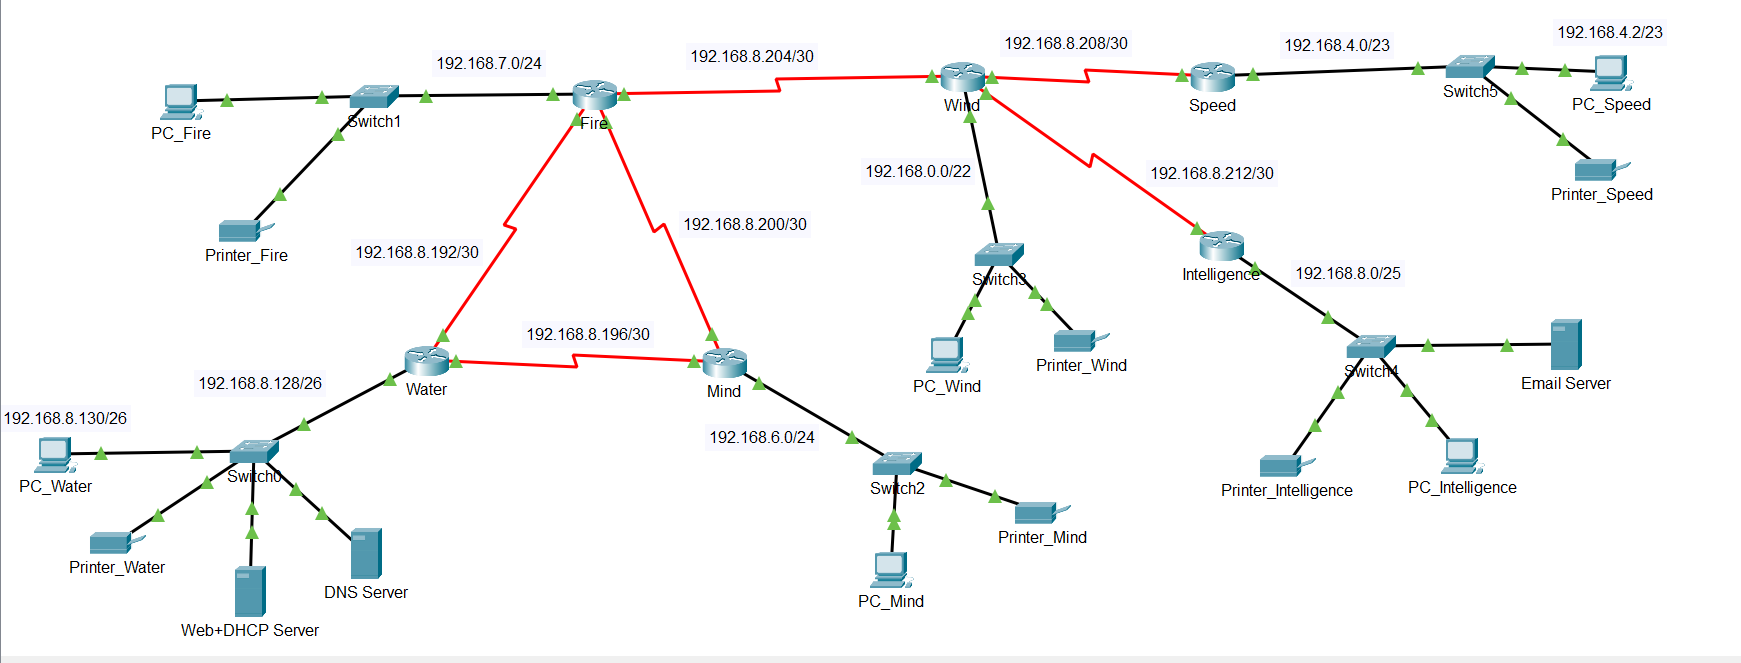 192.168.4.2/23
192.168.8.208/30
192.168.4.0/23
192.168.8.204/30
192.168.7.0/24
Switch5
PC_Speed
Wind
Speed
Switch1
Fire
PC_Fire
192.168.0.0/22
192.168.8.212/30
Printer_Speed
192.168.8.200/30
192.168.8.192/30
Printer_Fire
Switch3
Intelligence
192.168.8.0/25
192.168.8.196/30
Printer_Wind
Switch4
192.168.8.128/26
Water
Mind
PC_Wind
Email Server
192.168.8.130/26
192.168.6.0/24
Switch0
PC_Water
Switch2
Printer_Intelligence
PC_Intelligence
Printer_Mind
Printer_Water
DNS Server
PC_Mind
Web+DHCP Server